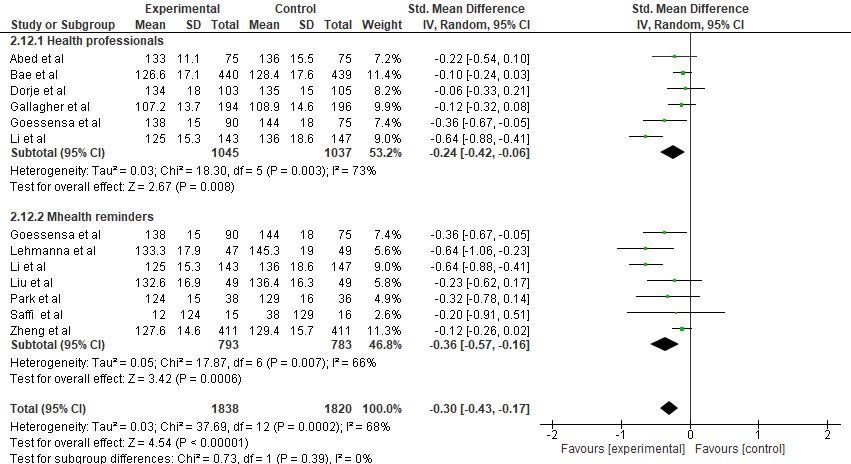 Experimental Control Std. Mean Difference Std. Mean Difference
Study or Subgroup Mean SD Total Mean SD Total Weight IV, Random, 95% CI IV, Random, 95% CI
2.12.1 Health professionals
Abed et al 133 11.1 75 136 15.5 75 7.2% -0.22 [-0.54, 0.10]
Bae et al 126.6 17.1 440 128.4 17.6 439 11.4% -0.10 [-0.24, 0.03]
Dorje et al 134 18 103 135 15 105 8.2% -0.06 [-0.33, 0.21]
Gallagher et al 107.2 13.7 194 108.9 14.6 196 9.9% -0.12 [-0.32, 0.08]
Goessensa et al 138 15 90 144 18 75 7.4% -0.36 [-0.67, -0.05]
Li et al 125 15.3 143 136 18.6 147 9.0% -0.64 [-0.88, -0.41]
Subtotal (95% CI) 1045 1037 53.2% -0.24 [-0.42, -0.06]
Heterogeneity: Tau² = 0.03; Chi² = 18.30, df = 5 (P = 0.003); I² = 73%
Test for overall effect: Z = 2.67 (P = 0.008)
2.12.2 Mhealth reminders
Goessensa et al 138 15 90 144 18 75 7.4% -0.36 [-0.67, -0.05]
Lehmanna et al 133.3 17.9 47 145.3 19 49 5.6% -0.64 [-1.06, -0.23]
Li et al 125 15.3 143 136 18.6 147 9.0% -0.64 [-0.88, -0.41]
Liu et al 132.6 16.9 49 136.4 16.3 49 5.8% -0.23 [-0.62, 0.17]
Park et al 124 15 38 129 16 36 5.0% -0.32 [-0.78, 0.14]
Saffi et al 12 124 15 38 129 16 2.7% -0.20 [-0.91, 0.51]
Zheng et al 127.6 14.6 411 129.4 15.7 411 11.3% -0.12 [-0.26, 0.02]
Subtotal (95% CI) 793 783 46.8% -0.36 [-0.57, -0.16]
Heterogeneity: Tau² = 0.05; Chi² = 17.87, df = 6 (P = 0.007); I² = 66%
Test for overall effect: Z = 3.42 (P = 0.0006)
Total (95% CI) 1838 1820 100.0% -0.30 [-0.43, -0.17]
Heterogeneity: Tau² = 0.03; Chi² = 37.69, df = 12 (P = 0.0002); I² = 68%
Test for overall effect: Z = 4.54 (P < 0.00001)
Test for subgroup differences: Chi² = 0.73, df = 1 (P = 0.39), I² = 0%
-2 -1 0 1 2
Favours [experimental] Favours [control]